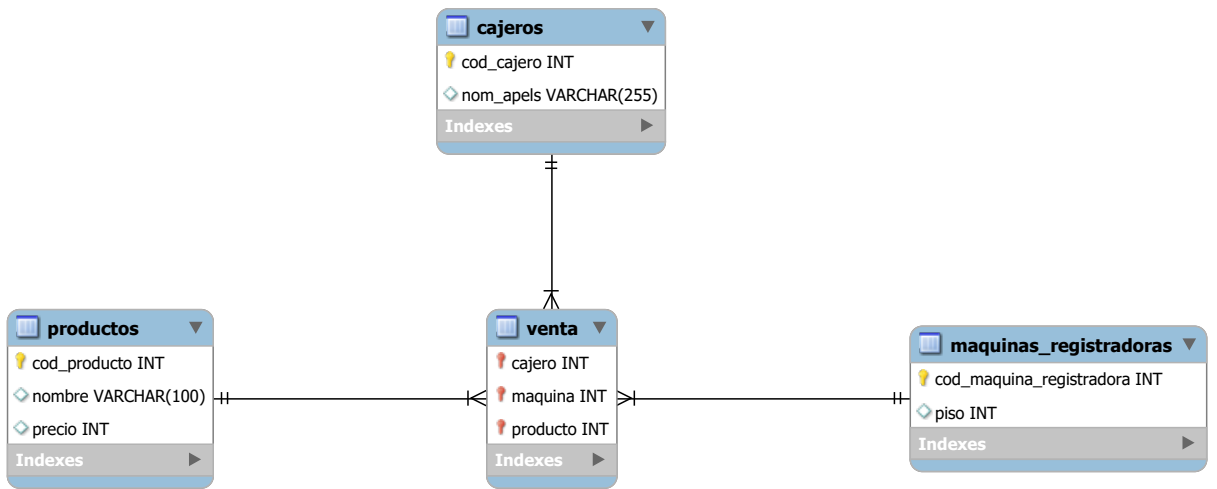 cajeros
cod_cajero INT
nom_apels VARCHAR(255)
Indexes
productos
cod_producto INT
nombre VARCHAR(100)
precio INT
Indexes
venta
cajero INT
maquina INT
producto INT
Indexes
maquinas_registradoras
cod_maquina_registradora INT
piso INT
Indexes